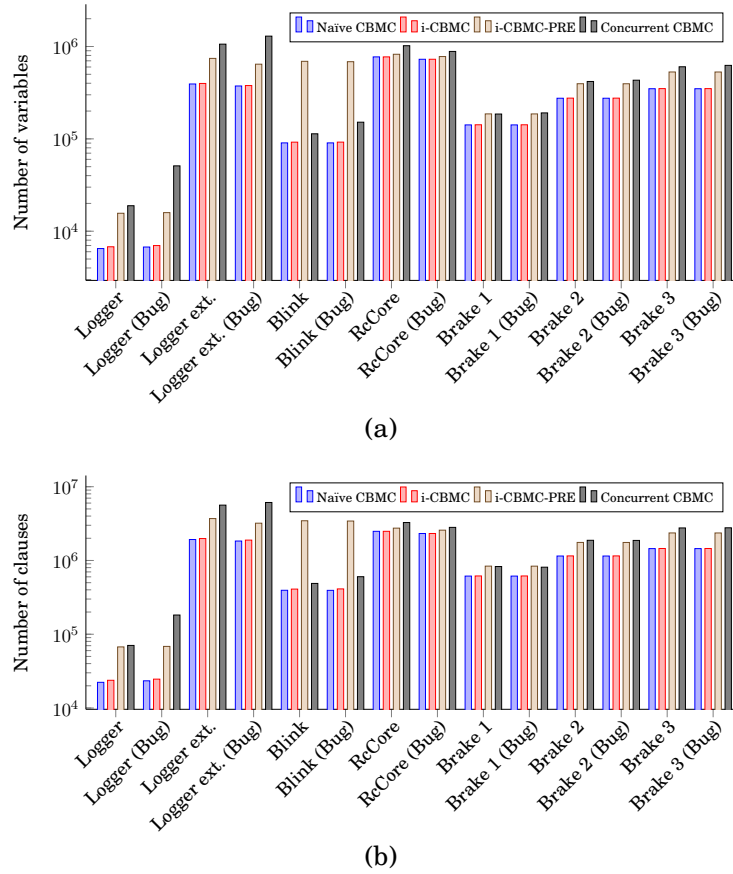 Naïve CBMC i-CBMC i-CBMC-PRE Concurrent CBMC
Number of variables
10^6
10^5
10^4
Logger
Logger (Bug)
Logger ext.
Logger ext. (Bug)
Blink
Blink (Bug)
RcCore
RcCore (Bug)
Brake 1
Brake 1 (Bug)
Brake 2
Brake 2 (Bug)
Brake 3
Brake 3 (Bug)
(a)
Naïve CBMC i-CBMC i-CBMC-PRE Concurrent CBMC
Number of clauses
10^7
10^6
10^5
10^4
Logger
Logger (Bug)
Logger ext.
Logger ext. (Bug)
Blink
Blink (Bug)
RcCore
RcCore (Bug)
Brake 1
Brake 1 (Bug)
Brake 2
Brake 2 (Bug)
Brake 3
Brake 3 (Bug)
(b)